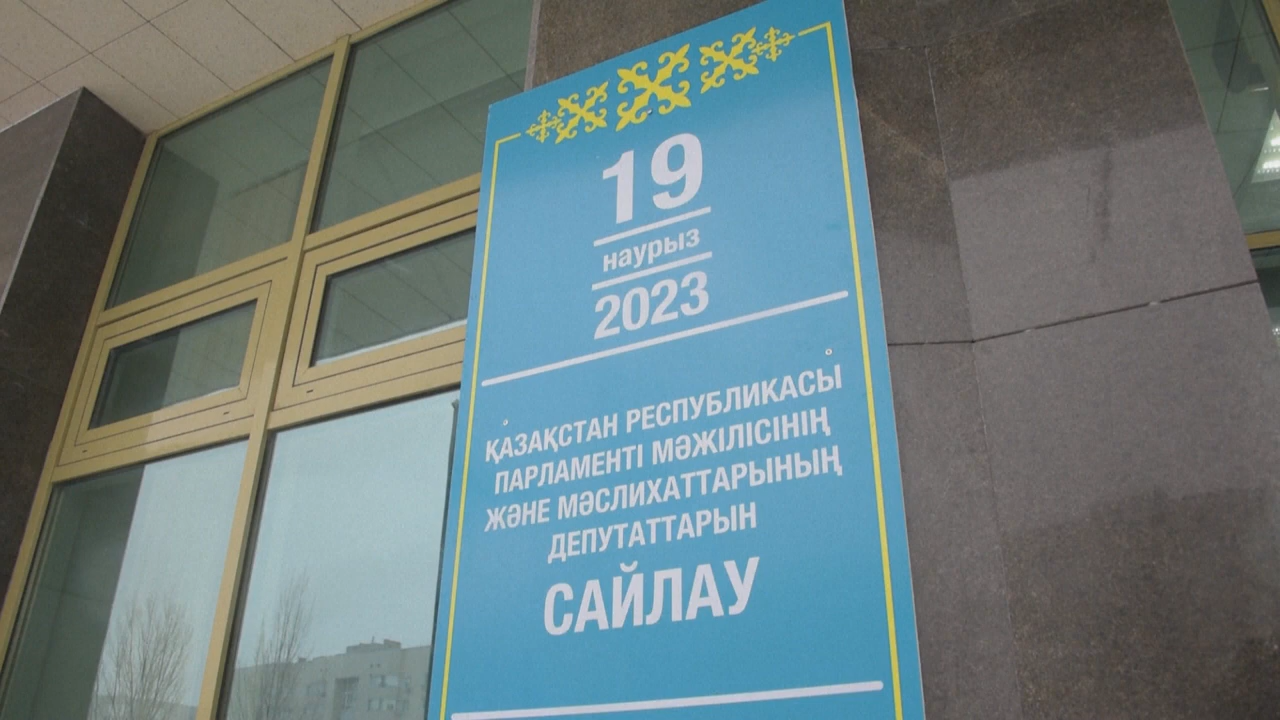 19
наурыз
2023
ҚАЗАҚСТАН РЕСПУБЛИКАСЫ
ПАРЛАМЕНТІ МӘЖІЛІСІНІҢ
ЖӘНЕ МӘСЛИХАТТАРЫНЫҢ
ДЕПУТАТТАРЫН
САЙЛАУ